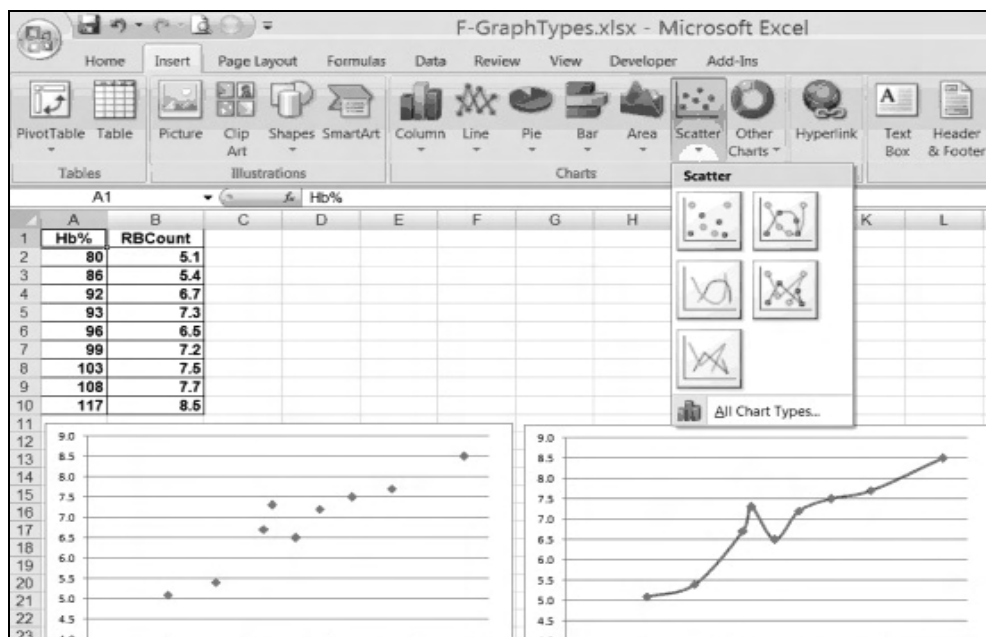 F-GraphTypes.xlsx - Microsoft Excel
Home Insert Page Layout Formulas Data Review View Developer Add-Ins
PivotTable Table Picture Clip Art Shapes SmartArt Column Line Pie Bar Area Scatter Other Charts Hyperlink Text Box Header & Footer
Tables Illustrations Charts
Scatter
All Chart Types...
A1 fx Hb%
A B C D E F G H K L
1 Hb% RBCount
2 80 5.1
3 86 5.4
4 92 6.7
5 93 7.3
6 96 6.5
7 99 7.2
8 103 7.5
9 108 7.7
10 117 8.5
11
12
13
14
15
16
17
18
19
20
21
22
23
9.0
8.5
8.0
7.5
7.0
6.5
6.0
5.5
5.0
4.5
9.0
8.5
8.0
7.5
7.0
6.5
6.0
5.5
5.0
4.5